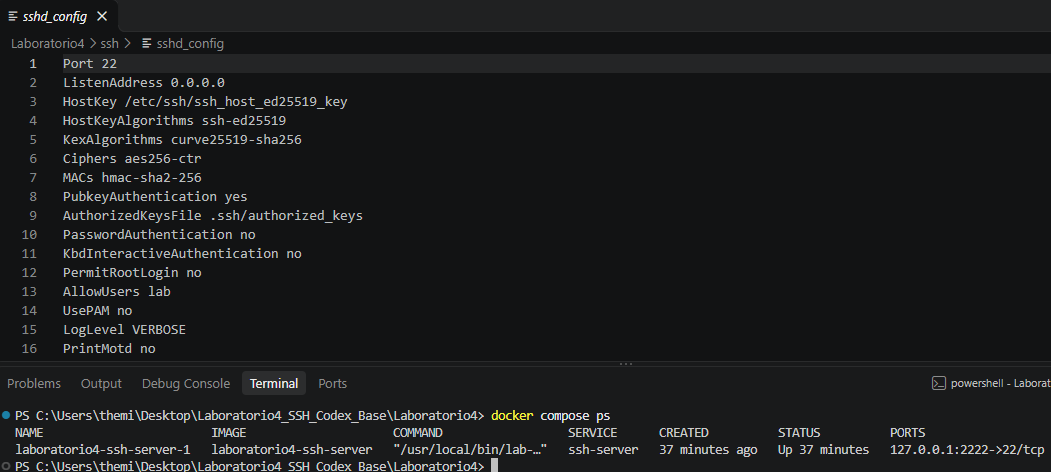 sshd_config
Laboratorio4 > ssh > sshd_config
1 Port 22
2 ListenAddress 0.0.0.0
3 HostKey /etc/ssh/ssh_host_ed25519_key
4 HostKeyAlgorithms ssh-ed25519
5 KexAlgorithms curve25519-sha256
6 Ciphers aes256-ctr
7 MACs hmac-sha2-256
8 PubkeyAuthentication yes
9 AuthorizedKeysFile .ssh/authorized_keys
10 PasswordAuthentication no
11 KbdInteractiveAuthentication no
12 PermitRootLogin no
13 AllowUsers lab
14 UsePAM no
15 LogLevel VERBOSE
16 PrintMotd no
Problems Output Debug Console Terminal Ports powershell - Laborat
PS C:\Users\themi\Desktop\Laboratorio4_SSH_Codex_Base\Laboratorio4> docker compose ps
NAME IMAGE COMMAND SERVICE CREATED STATUS PORTS
laboratorio4-ssh-server-1 laboratorio4-ssh-server "/usr/local/bin/lab-…" ssh-server 37 minutes ago Up 37 minutes 127.0.0.1:2222->22/tcp
PS C:\Users\themi\Desktop\Laboratorio4_SSH_Codex_Base\Laboratorio4>